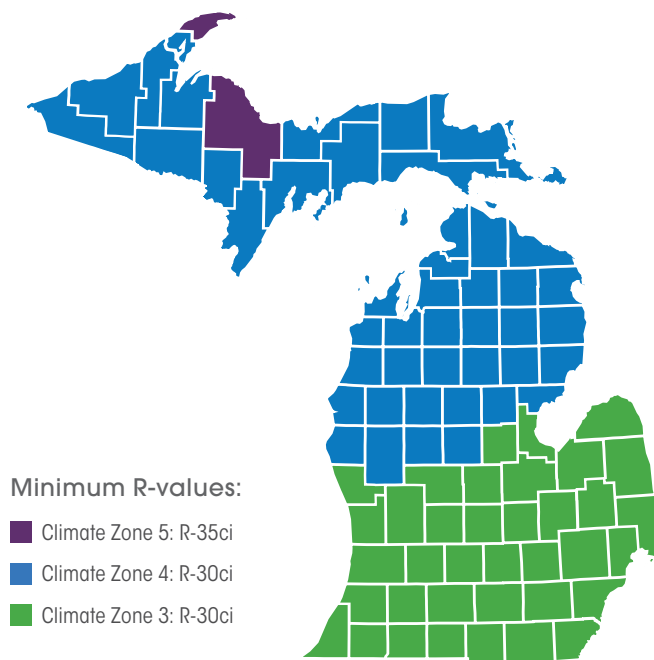 Minimum R-values:
Climate Zone 5: R-35ci
Climate Zone 4: R-30ci
Climate Zone 3: R-30ci